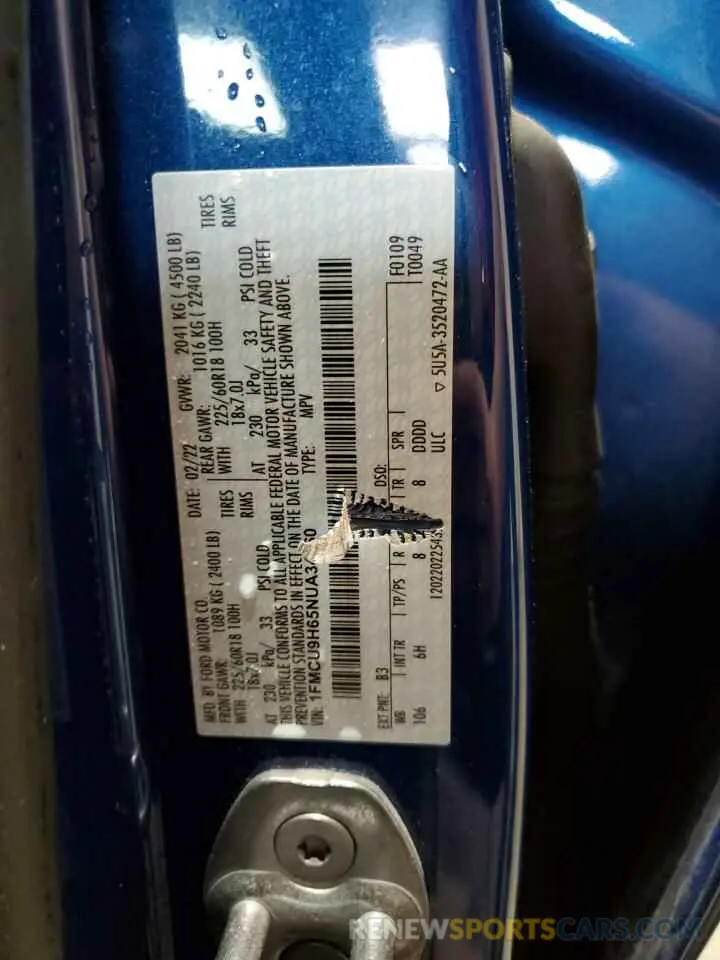 MFD. BY FORD MOTOR CO. DATE: 02/22 GVWR: 2041 KG ( 4500 LB)
FRONT GAWR: 1089 KG ( 2400 LB) REAR GAWR: 1016 KG ( 2240 LB)
WITH 225/60R18 100H TIRES WITH 225/60R18 100H TIRES
18x7.0J RIMS 18x7.0J RIMS
AT 230 kPa/ 33 PSI COLD AT 230 kPa/ 33 PSI COLD
THIS VEHICLE CONFORMS TO ALL APPLICABLE FEDERAL MOTOR VEHICLE SAFETY AND THEFT
PREVENTION STANDARDS IN EFFECT ON THE DATE OF MANUFACTURE SHOWN ABOVE.
VIN: TYPE: MPV
EXT PNT: B3 DSO: F0109
WB INT TR TP/PS R TR SPR T0049
106 6H 8 8 DDDD
ULC ▽ 5U5A-3520472-AA
RENEWSPORTSCARS.COM